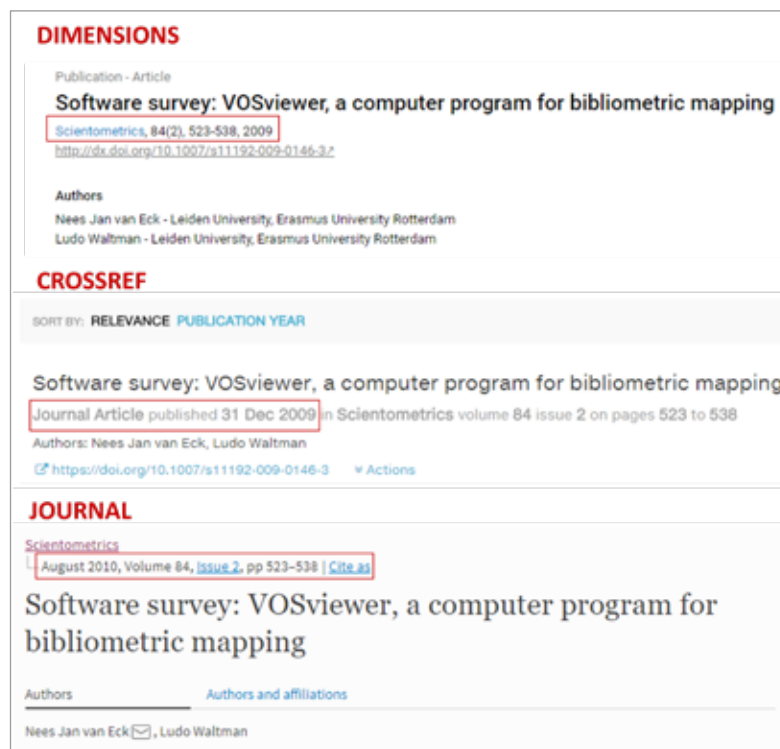 DIMENSIONS
Publication - Article
Software survey: VOSviewer, a computer program for bibliometric mapping
Scientometrics, 84(2), 523-538, 2009
http://dx.doi.org/10.1007/s11192-009-0146-3↗
Authors
Nees Jan van Eck - Leiden University, Erasmus University Rotterdam
Ludo Waltman - Leiden University, Erasmus University Rotterdam
CROSSREF
SORT BY: RELEVANCE PUBLICATION YEAR
Software survey: VOSviewer, a computer program for bibliometric mapping
Journal Article published 31 Dec 2009 in Scientometrics volume 84 issue 2 on pages 523 to 538
Authors: Nees Jan van Eck, Ludo Waltman
https://doi.org/10.1007/s11192-009-0146-3 Actions
JOURNAL
Scientometrics
August 2010, Volume 84, Issue 2, pp 523–538 | Cite as
Software survey: VOSviewer, a computer program for
bibliometric mapping
Authors Authors and affiliations
Nees Jan van Eck, Ludo Waltman